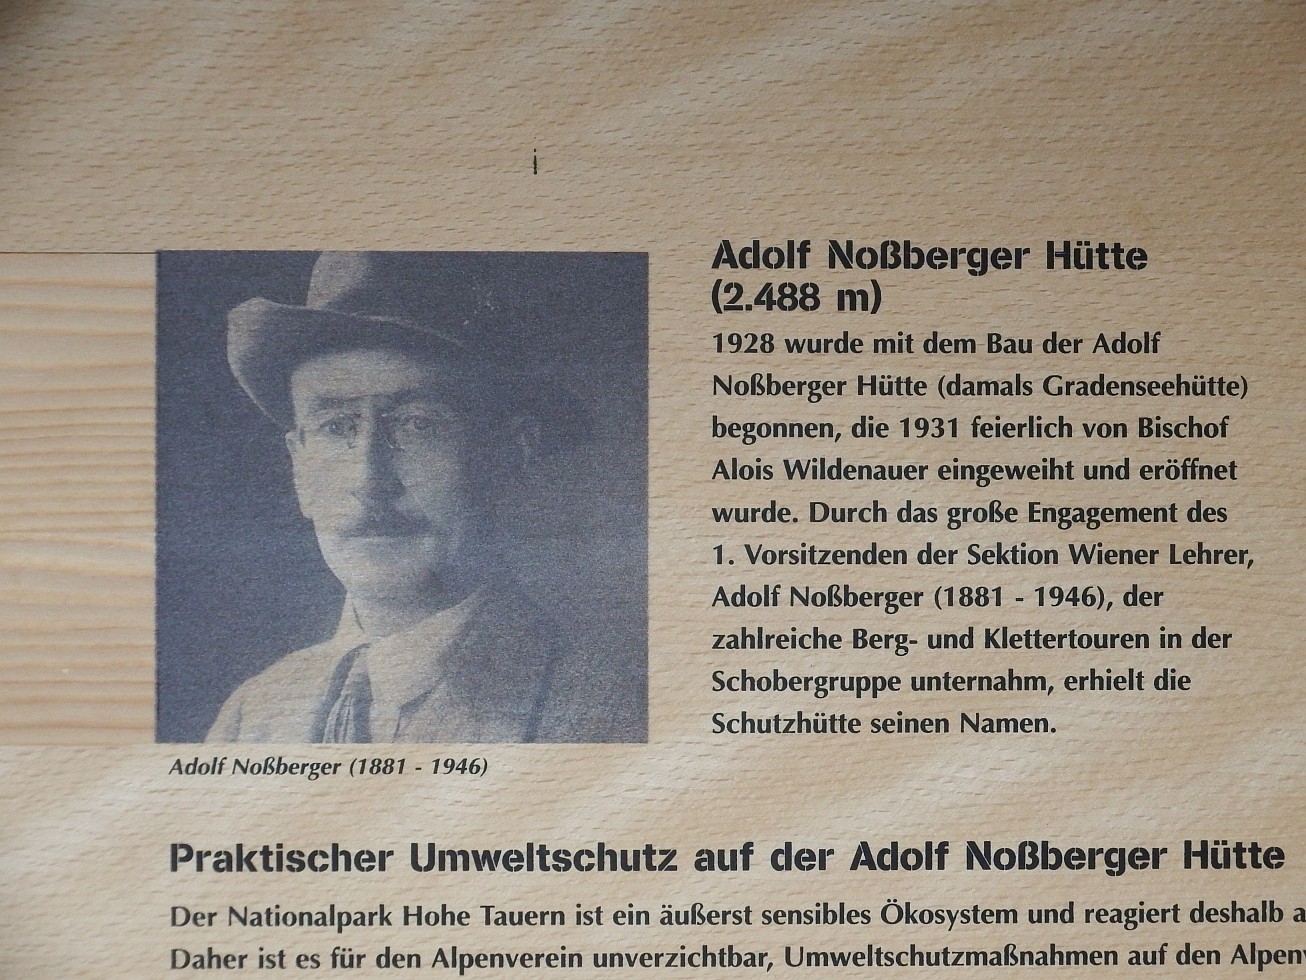 Adolf Noßberger Hütte
(2.488 m)
1928 wurde mit dem Bau der Adolf
Noßberger Hütte (damals Gradenseehütte)
begonnen, die 1931 feierlich von Bischof
Alois Wildenauer eingeweiht und eröffnet
wurde. Durch das große Engagement des
1. Vorsitzenden der Sektion Wiener Lehrer,
Adolf Noßberger (1881 - 1946), der
zahlreiche Berg- und Klettertouren in der
Schobergruppe unternahm, erhielt die
Schutzhütte seinen Namen.
Adolf Noßberger (1881 - 1946)
Praktischer Umweltschutz auf der Adolf Noßberger Hütte
Der Nationalpark Hohe Tauern ist ein äußerst sensibles Ökosystem und reagiert deshalb a
Daher ist es für den Alpenverein unverzichtbar, Umweltschutzmaßnahmen auf den Alpenv